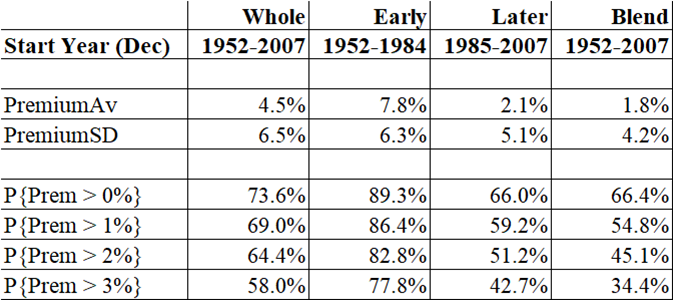 Whole Early Later Blend
Start Year (Dec) 1952-2007 1952-1984 1985-2007 1952-2007
PremiumAv 4.5% 7.8% 2.1% 1.8%
PremiumSD 6.5% 6.3% 5.1% 4.2%
P{Prem > 0%} 73.6% 89.3% 66.0% 66.4%
P{Prem > 1%} 69.0% 86.4% 59.2% 54.8%
P{Prem > 2%} 64.4% 82.8% 51.2% 45.1%
P{Prem > 3%} 58.0% 77.8% 42.7% 34.4%